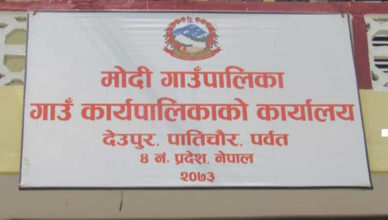 मोदी गाउँपालिका
गाउँ कार्यपालिकाको कार्यालय
देउपुर, पातिचौर, पर्वत
४ नं. प्रदेश, नेपाल
२०७३